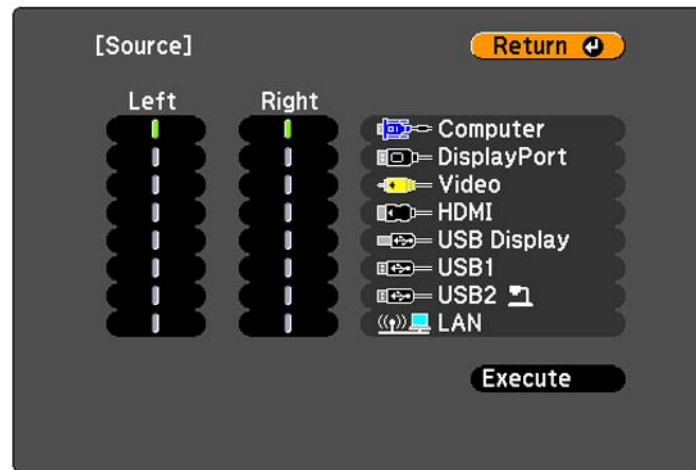 [Source]
Return
Left Right
Computer
DisplayPort
Video
HDMI
USB Display
USB1
USB2
LAN
Execute